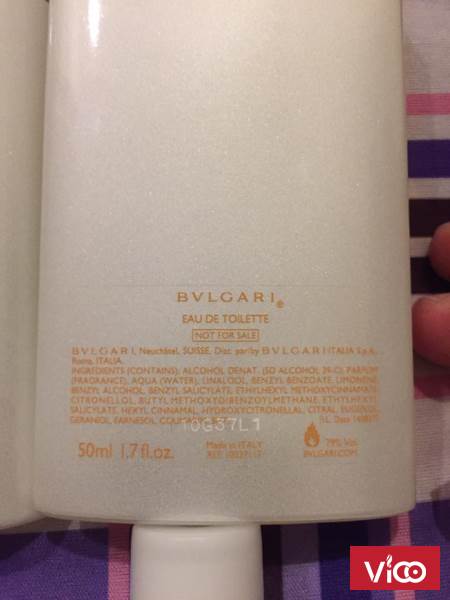 BVLGARI®
EAU DE TOILETTE
NOT FOR SALE
BVLGARI, Neuchâtel, SUISSE, Dist. par/by BVLGARI ITALIA S.p.A.,
Roma, ITALIA.
INGREDIENTS (CONTAINS): ALCOHOL DENAT. (SD ALCOHOL 39-C), PARFUM
(FRAGRANCE), AQUA (WATER), LINALOOL, BENZYL BENZOATE, LIMONENE
BENZYL ALCOHOL, BENZYL SALICYLATE, ETHYLHEXYL METHOXYCINNAMATE,
CITRONELLOL, BUTYL METHOXYDIBENZOYLMETHANE, ETHYLHEXYL
SALICYLATE, HEXYL CINNAMAL, HYDROXYCITRONELLAL, CITRAL, EUGENOL,
GERANIOL, FARNESOL,
10G37L1
50ml 1.7 fl.oz.
Made in ITALY
REF.
79% Vol.
BVLGARI.COM
VICO